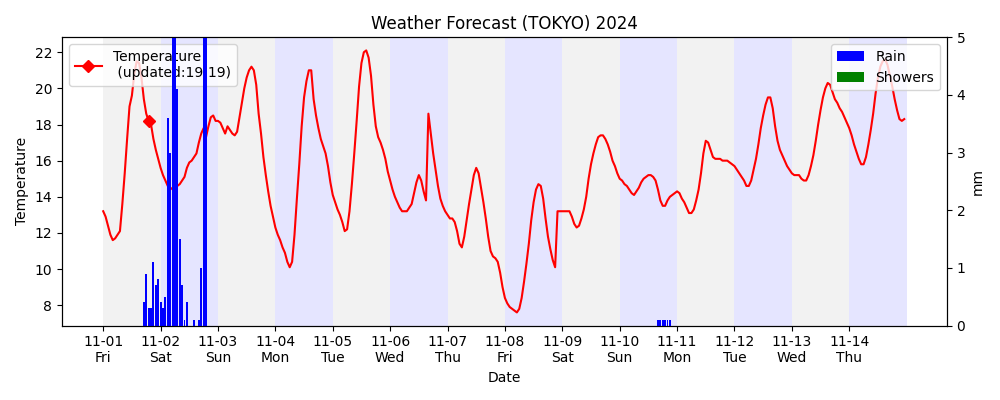 Weather Forecast (TOKYO) 2024
Temperature
(updated:19:19)
Rain
Showers
Temperature
22
20
18
16
14
12
10
8
5
4
3
2
1
0
mm
11-01 11-02 11-03 11-04 11-05 11-06 11-07 11-08 11-09 11-10 11-11 11-12 11-13 11-14
Fri Sat Sun Mon Tue Wed Thu Fri Sat Sun Mon Tue Wed Thu
Date